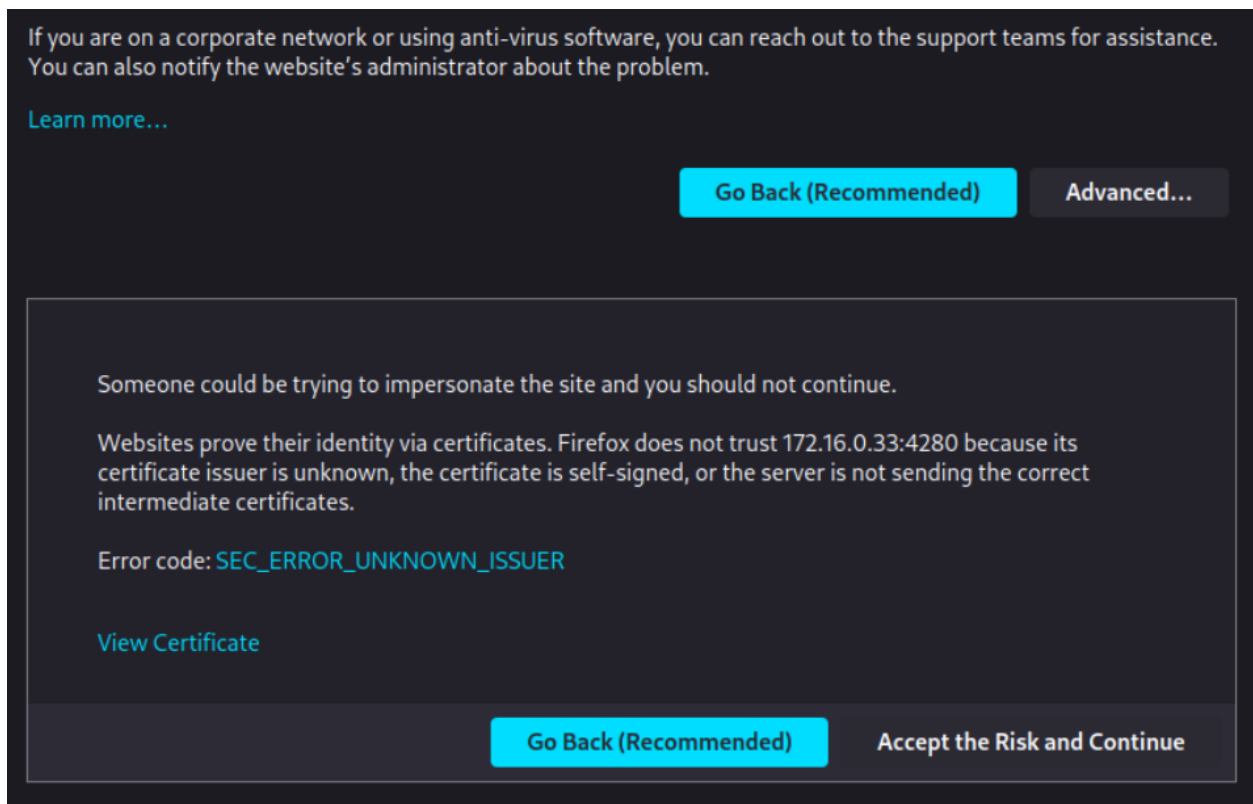 If you are on a corporate network or using anti-virus software, you can reach out to the support teams for assistance.
You can also notify the website's administrator about the problem.
Learn more…
Go Back (Recommended)
Advanced…
Someone could be trying to impersonate the site and you should not continue.
Websites prove their identity via certificates. Firefox does not trust 172.16.0.33:4280 because its
certificate issuer is unknown, the certificate is self-signed, or the server is not sending the correct
intermediate certificates.
Error code: SEC_ERROR_UNKNOWN_ISSUER
View Certificate
Go Back (Recommended)
Accept the Risk and Continue